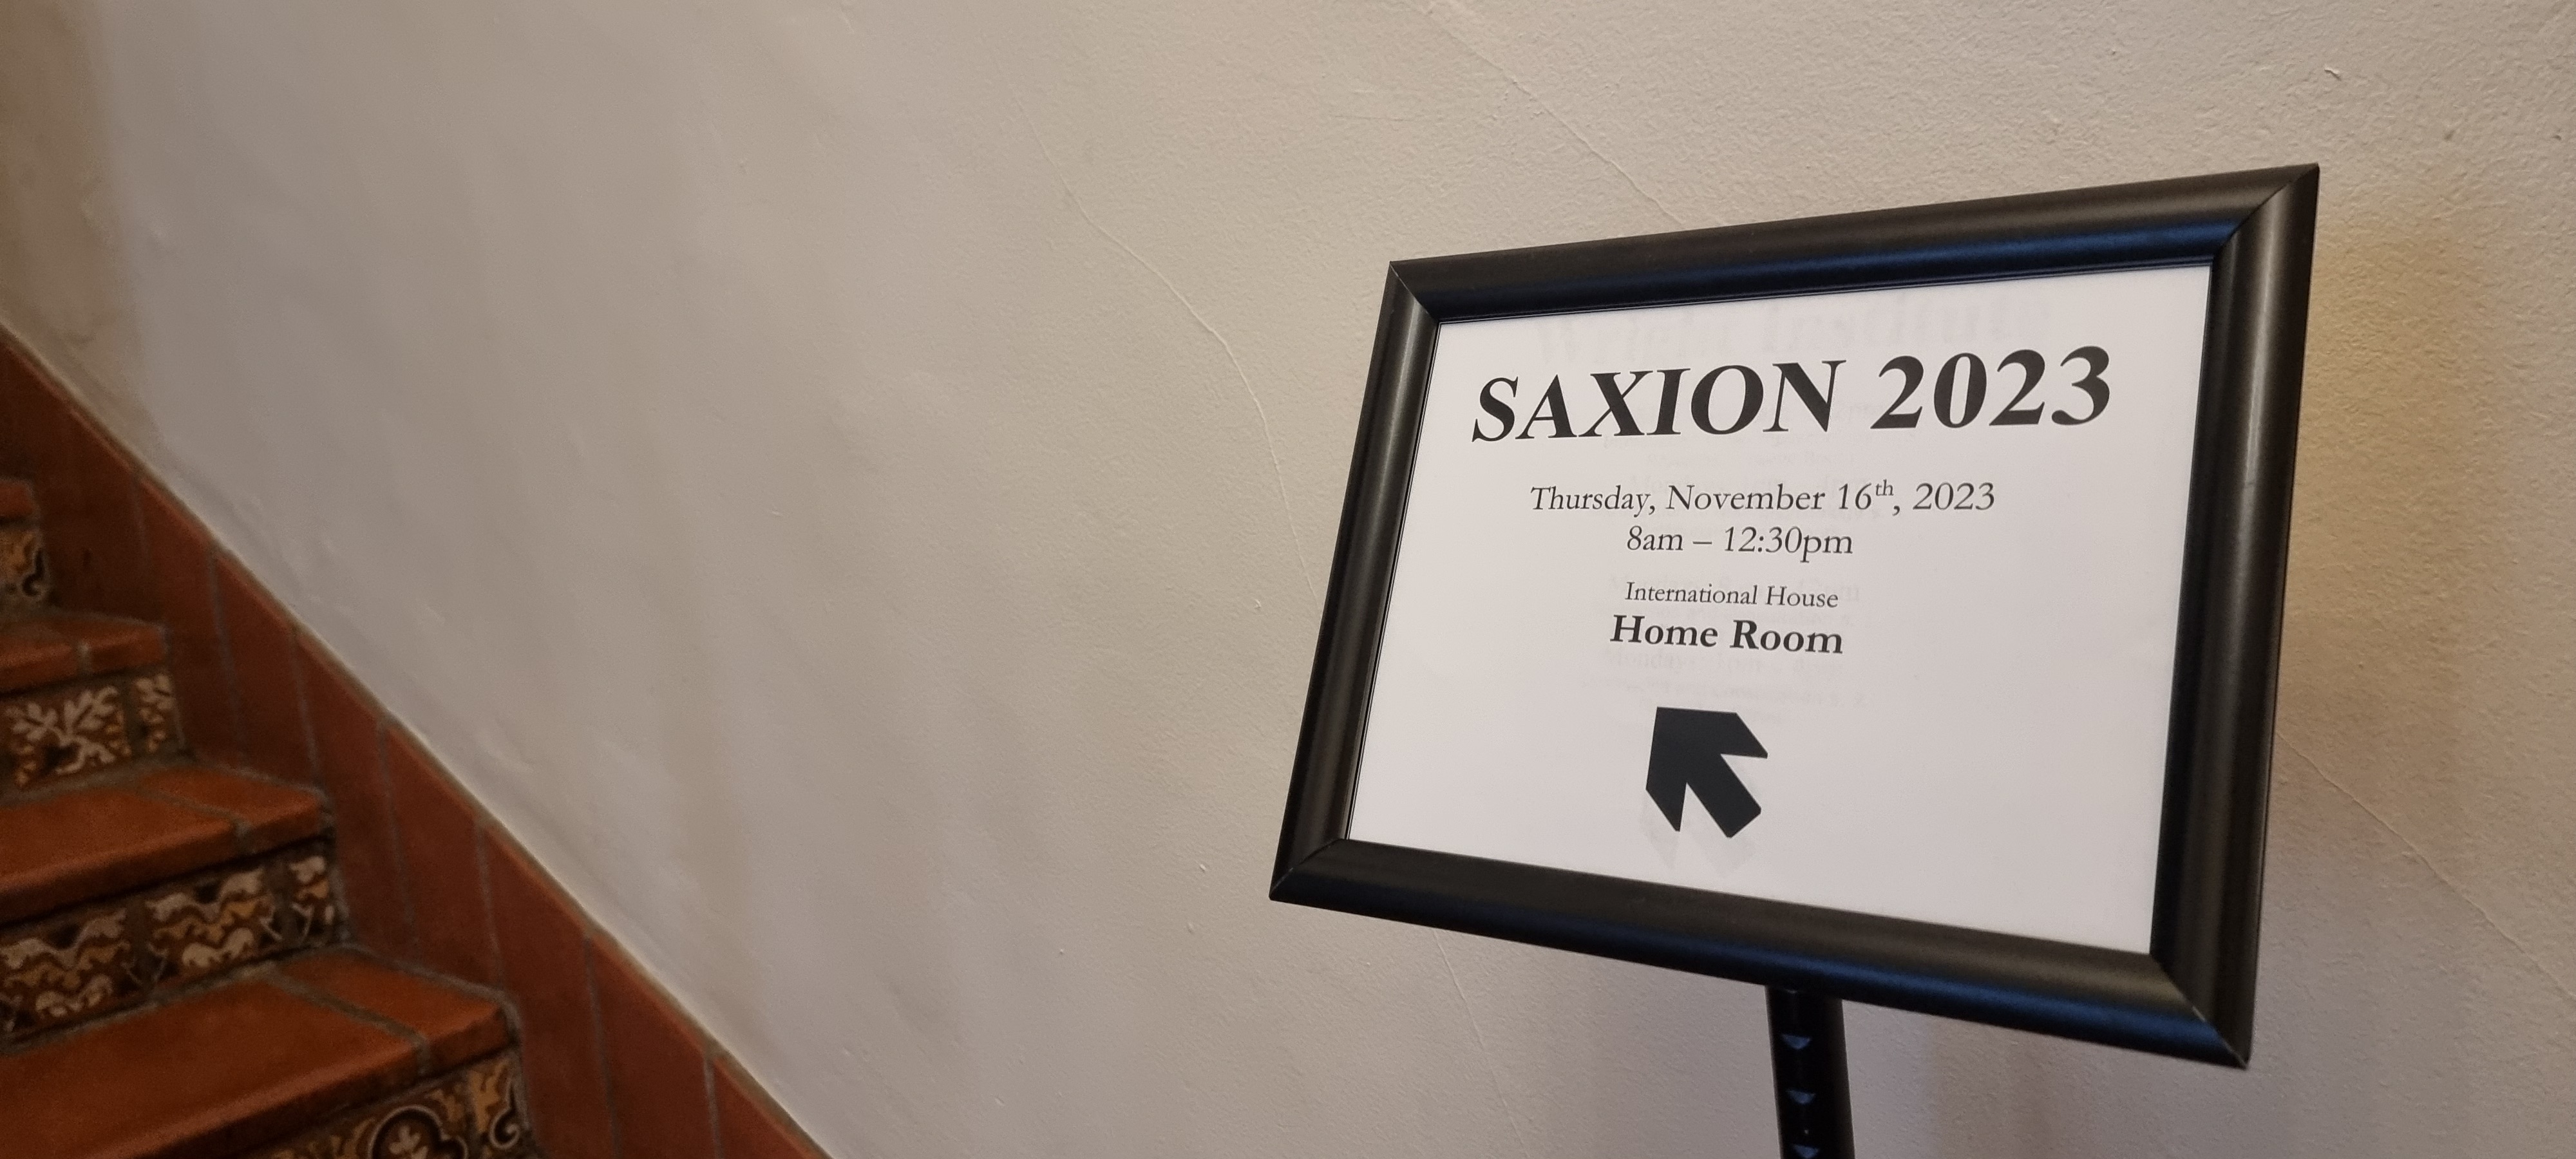 SAXION 2023
Thursday, November 16th, 2023
8am – 12:30pm
International House
Home Room